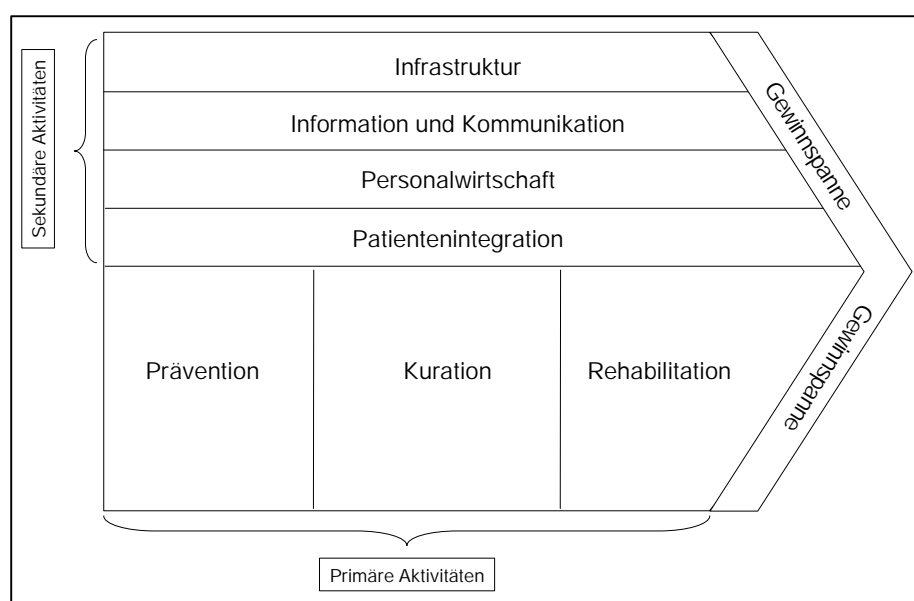 Sekundäre Aktivitäten
Infrastruktur
Information und Kommunikation
Personalwirtschaft
Patientenintegration
Gewinnspanne
Prävention
Kuration
Rehabilitation
Gewinnspanne
Primäre Aktivitäten